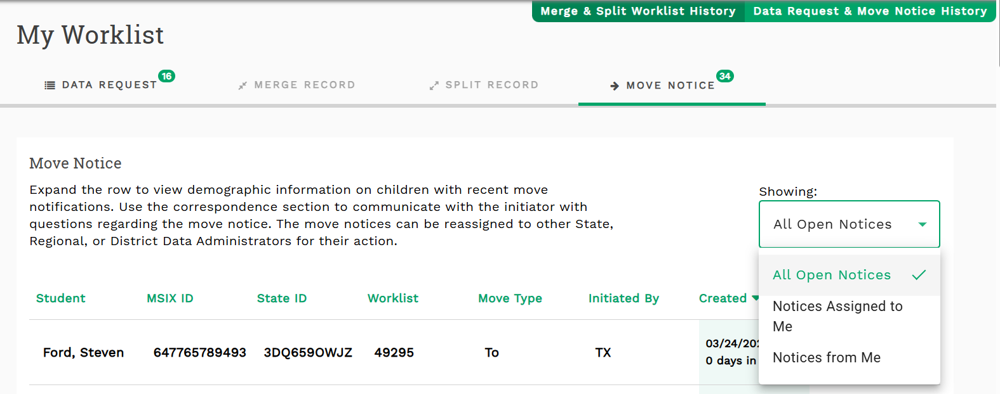 Merge & Split Worklist History
Data Request & Move Notice History
My Worklist
DATA REQUEST 16
MERGE RECORD
SPLIT RECORD
MOVE NOTICE 34
Move Notice
Expand the row to view demographic information on children with recent move
notifications. Use the correspondence section to communicate with the initiator with
questions regarding the move notice. The move notices can be reassigned to other State,
Regional, or District Data Administrators for their action.
Showing:
All Open Notices
All Open Notices
Notices Assigned to
Me
Notices from Me
Student MSIX ID State ID Worklist Move Type Initiated By Created
Ford, Steven 647765789493 3DQ659OWJZ 49295 To TX
03/24/202
0 days in